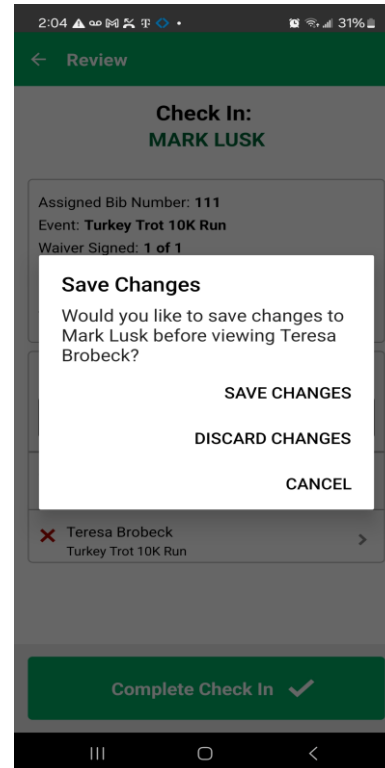 2:04 31%
Review
Check In:
MARK LUSK
Assigned Bib Number: 111
Event: Turkey Trot 10K Run
Waiver Signed: 1 of 1
Save Changes
Would you like to save changes to
Mark Lusk before viewing Teresa
Brobeck?
SAVE CHANGES
DISCARD CHANGES
CANCEL
Teresa Brobeck
Turkey Trot 10K Run
Complete Check In